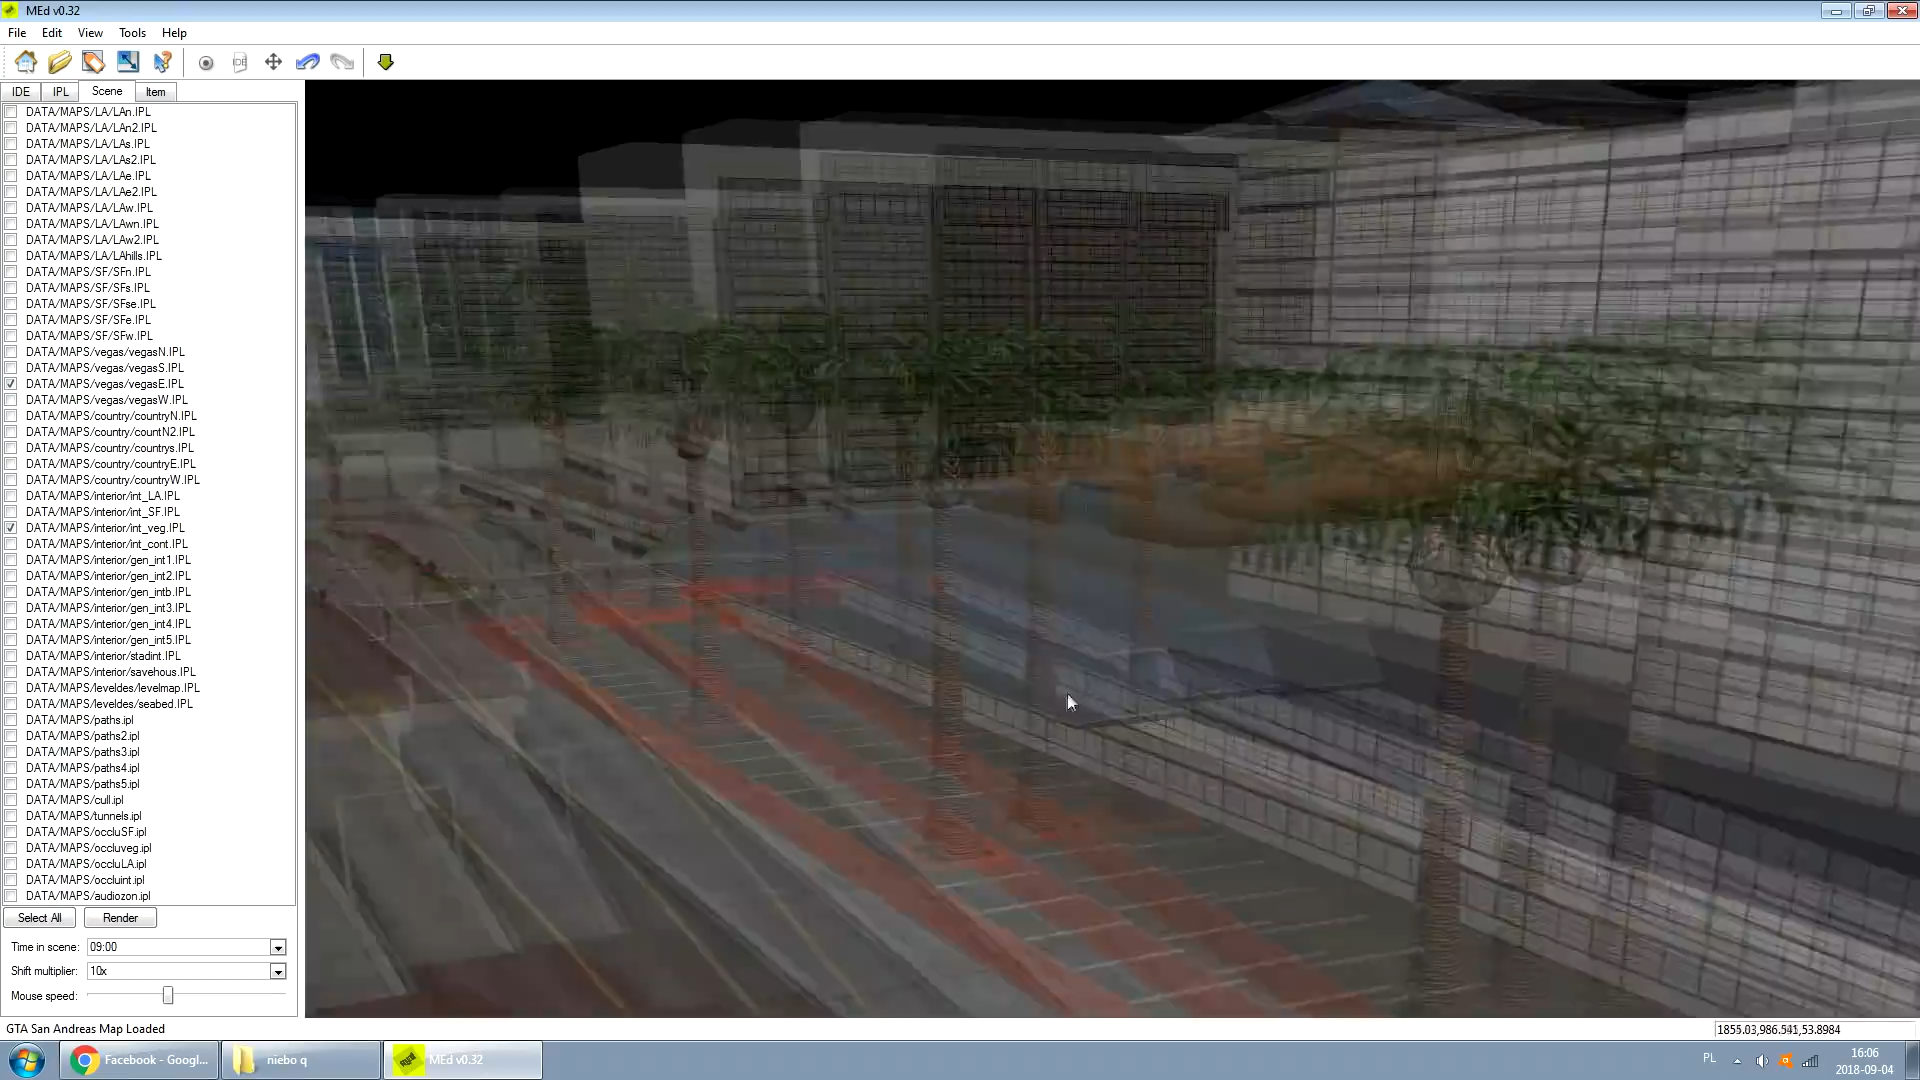 MEd v0.32
File Edit View Tools Help
IDE
IDE IPL Scene Item
DATA/MAPS/LA/LAn.IPL
DATA/MAPS/LA/LAn2.IPL
DATA/MAPS/LA/LAs.IPL
DATA/MAPS/LA/LAs2.IPL
DATA/MAPS/LA/LAe.IPL
DATA/MAPS/LA/LAe2.IPL
DATA/MAPS/LA/LAw.IPL
DATA/MAPS/LA/LAwn.IPL
DATA/MAPS/LA/LAw2.IPL
DATA/MAPS/LA/LAhills.IPL
DATA/MAPS/SF/SFn.IPL
DATA/MAPS/SF/SFs.IPL
DATA/MAPS/SF/SFse.IPL
DATA/MAPS/SF/SFe.IPL
DATA/MAPS/SF/SFw.IPL
DATA/MAPS/vegas/vegasN.IPL
DATA/MAPS/vegas/vegasS.IPL
DATA/MAPS/vegas/vegasE.IPL
DATA/MAPS/vegas/vegasW.IPL
DATA/MAPS/country/countryN.IPL
DATA/MAPS/country/countN2.IPL
DATA/MAPS/country/countrys.IPL
DATA/MAPS/country/countryE.IPL
DATA/MAPS/country/countryW.IPL
DATA/MAPS/interior/int_LA.IPL
DATA/MAPS/interior/int_SF.IPL
DATA/MAPS/interior/int_veg.IPL
DATA/MAPS/interior/int_cont.IPL
DATA/MAPS/interior/gen_int1.IPL
DATA/MAPS/interior/gen_int2.IPL
DATA/MAPS/interior/gen_intb.IPL
DATA/MAPS/interior/gen_int3.IPL
DATA/MAPS/interior/gen_int4.IPL
DATA/MAPS/interior/gen_int5.IPL
DATA/MAPS/interior/stadint.IPL
DATA/MAPS/interior/savehous.IPL
DATA/MAPS/leveldes/levelmap.IPL
DATA/MAPS/leveldes/seabed.IPL
DATA/MAPS/paths.ipl
DATA/MAPS/paths2.ipl
DATA/MAPS/paths3.ipl
DATA/MAPS/paths4.ipl
DATA/MAPS/paths5.ipl
DATA/MAPS/cull.ipl
DATA/MAPS/tunnels.ipl
DATA/MAPS/occluSF.ipl
DATA/MAPS/occluveg.ipl
DATA/MAPS/occluLA.ipl
DATA/MAPS/occluint.ipl
DATA/MAPS/audiozon.ipl
Select All Render
Time in scene: 09:00
Shift multiplier: 10x
Mouse speed:
GTA San Andreas Map Loaded
Facebook - Googl... niebo q MEd v0.32 PL 16:06
2018-09-04